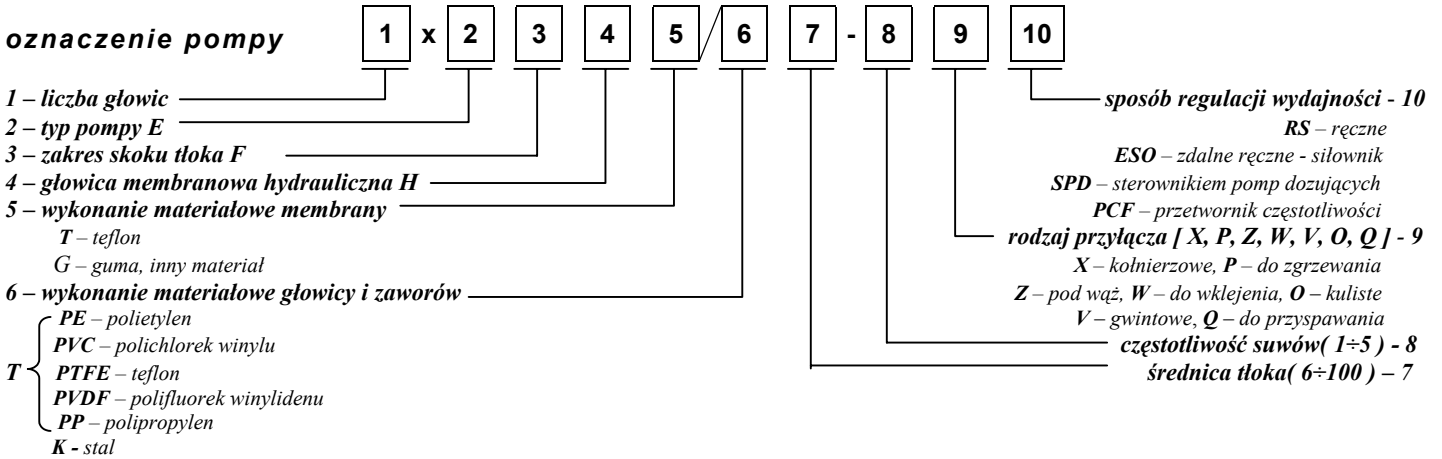 oznaczenie pompy 1 x 2 3 4 5 / 6 7 - 8 9 10
1 – liczba głowic
2 – typ pompy E
3 – zakres skoku tłoka F
4 – głowica membranowa hydrauliczna H
5 – wykonanie materiałowe membrany
T – teflon
G – guma, inny materiał
6 – wykonanie materiałowe głowicy i zaworów
PE – polietylen
PVC – polichlorek winylu
T PTFE – teflon
PVDF – polifluorek winylidenu
PP – polipropylen
K - stal
sposób regulacji wydajności - 10
RS – ręczne
ESO – zdalne ręczne - siłownik
SPD – sterownikiem pomp dozujących
PCF – przetwornik częstotliwości
rodzaj przyłącza [ X, P, Z, W, V, O, Q ] - 9
X – kołnierzowe, P – do zgrzewania
Z – pod wąż, W – do wklejenia, O – kuliste
V – gwintowe, Q – do przyspawania
częstotliwość suwów( 1÷5 ) - 8
średnica tłoka( 6÷100 ) – 7